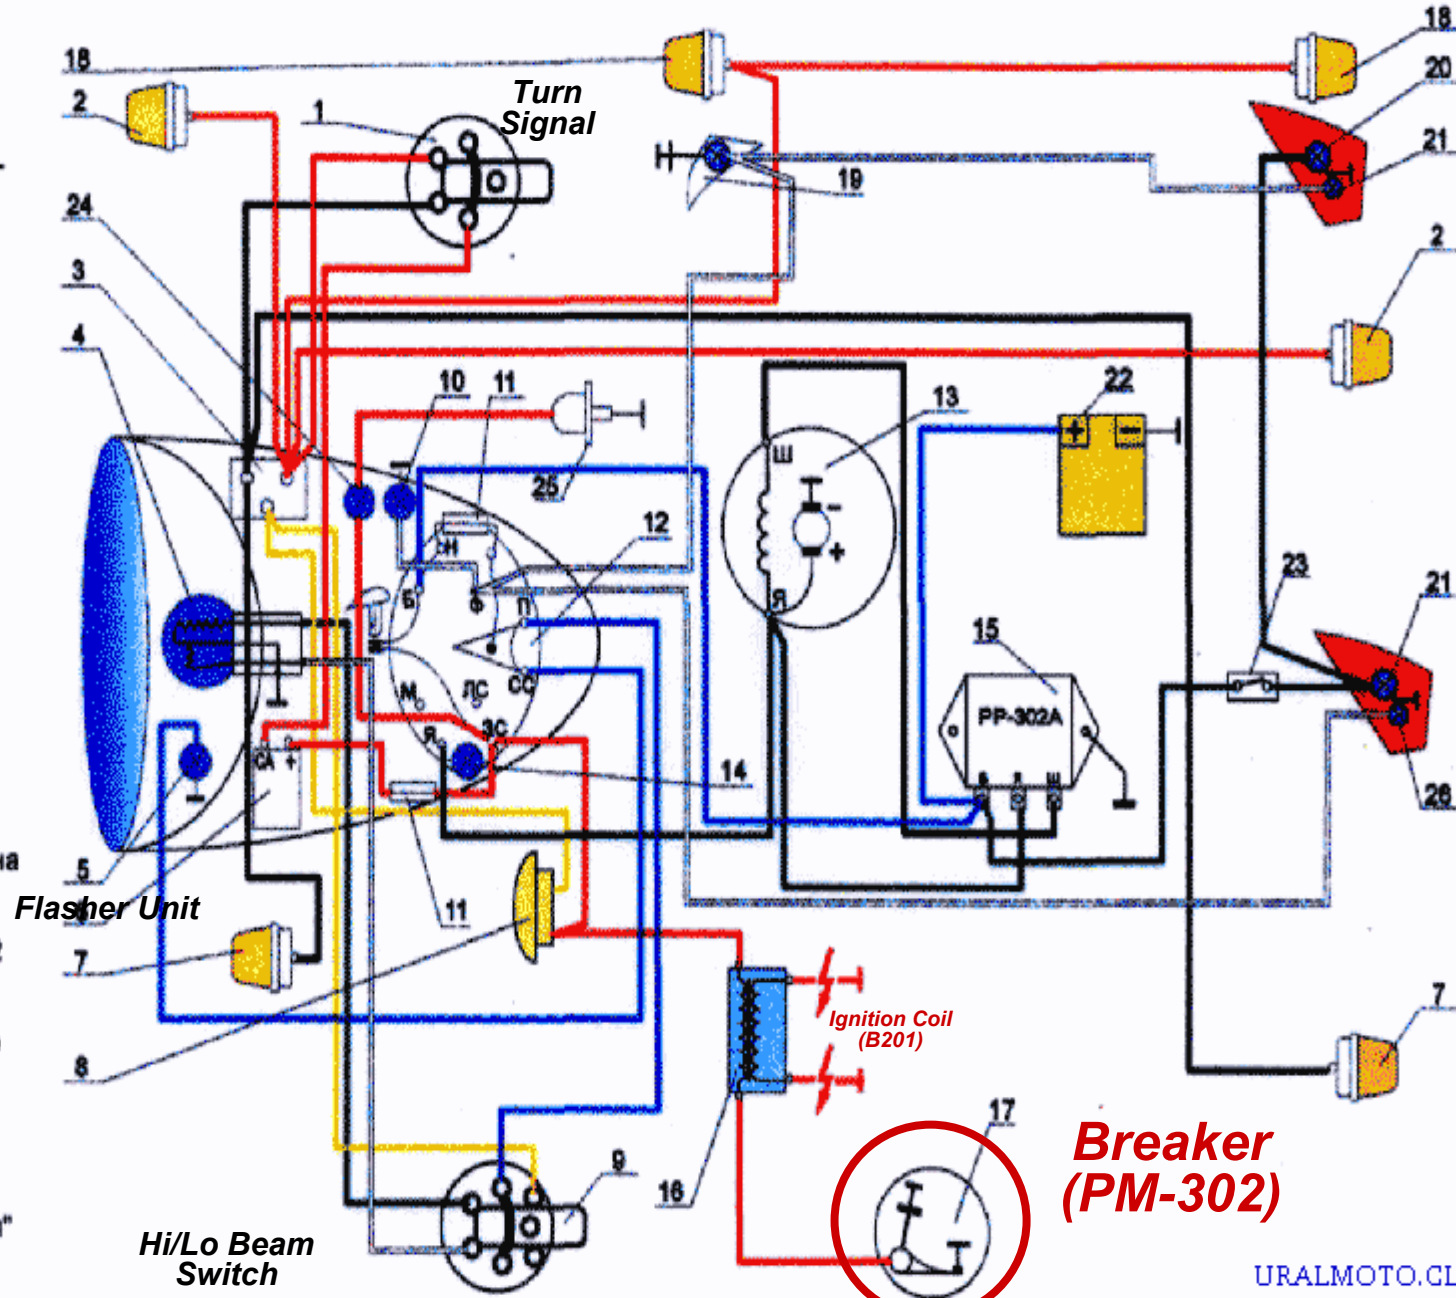 18
18
2
1
Turn
Signal
20
21
19
24
2
3
4
22
10
11
13
Ш
25
12
Н
Б
Ф
П
Я
23
21
15
СС
М
ЛС
РР-302А
Я
ЗС
СА
+
14
Б
Я
Ш
26
на
5
Flasher Unit
11
7
7
Ignition Coil
(B201)
8
17
Breaker
(PM-302)
9
16
Hi/Lo Beam
Switch
URALMOTO.CL